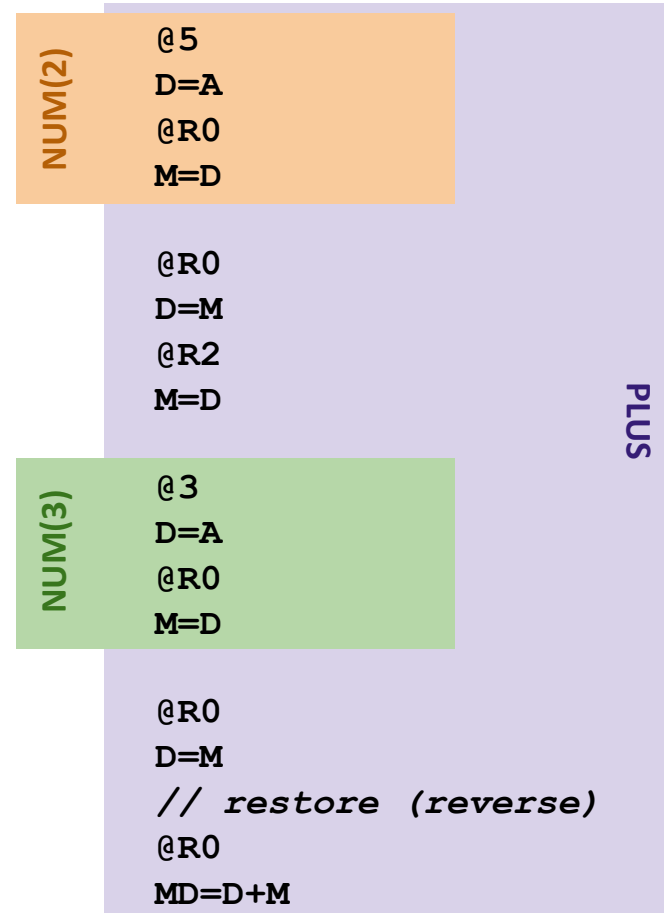 NUM(2)
@5
D=A
@R0
M=D
@R0
D=M
@R2
M=D
PLUS
NUM(3)
@3
D=A
@R0
M=D
@R0
D=M
// restore (reverse)
@R0
MD=D+M